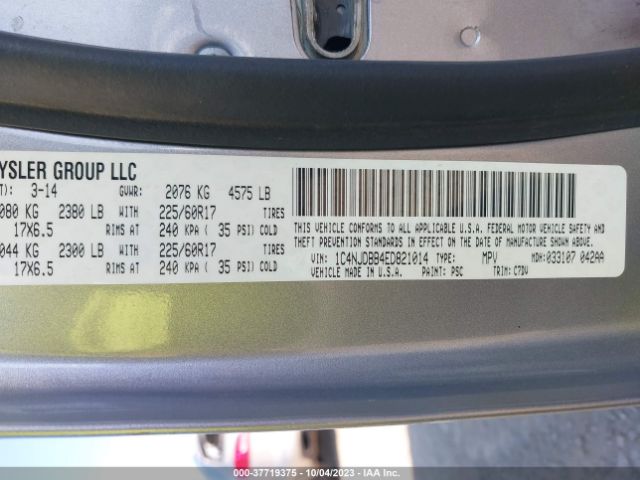 YSLER GROUP LLC
T): 3-14 GVWR: 2076 KG 4575 LB
080 KG 2380 LB WITH 225/60R17 TIRES
17X6.5 RIMS AT 240 KPA ( 35 PSI) COLD
044 KG 2300 LB WITH 225/60R17 TIRES
17X6.5 RIMS AT 240 KPA ( 35 PSI) COLD
THIS VEHICLE CONFORMS TO ALL APPLICABLE U.S.FEDERAL MOTOR VEHICLE SAFETY, BUMPER, AND
THEFT PREVENTION STANDARDS IN EFFECT ON THE DATE OF MANUFACTURE SHOWN ABOVE.
VIN: 1C4NJDBB4ED821014 TYPE: MPV MDH:033107 042AA
VEHICLE MADE IN U.S.A. PAINT: PSC TRIM: C7DV
000-37719375 - 10/04/2023 - IAA Inc.